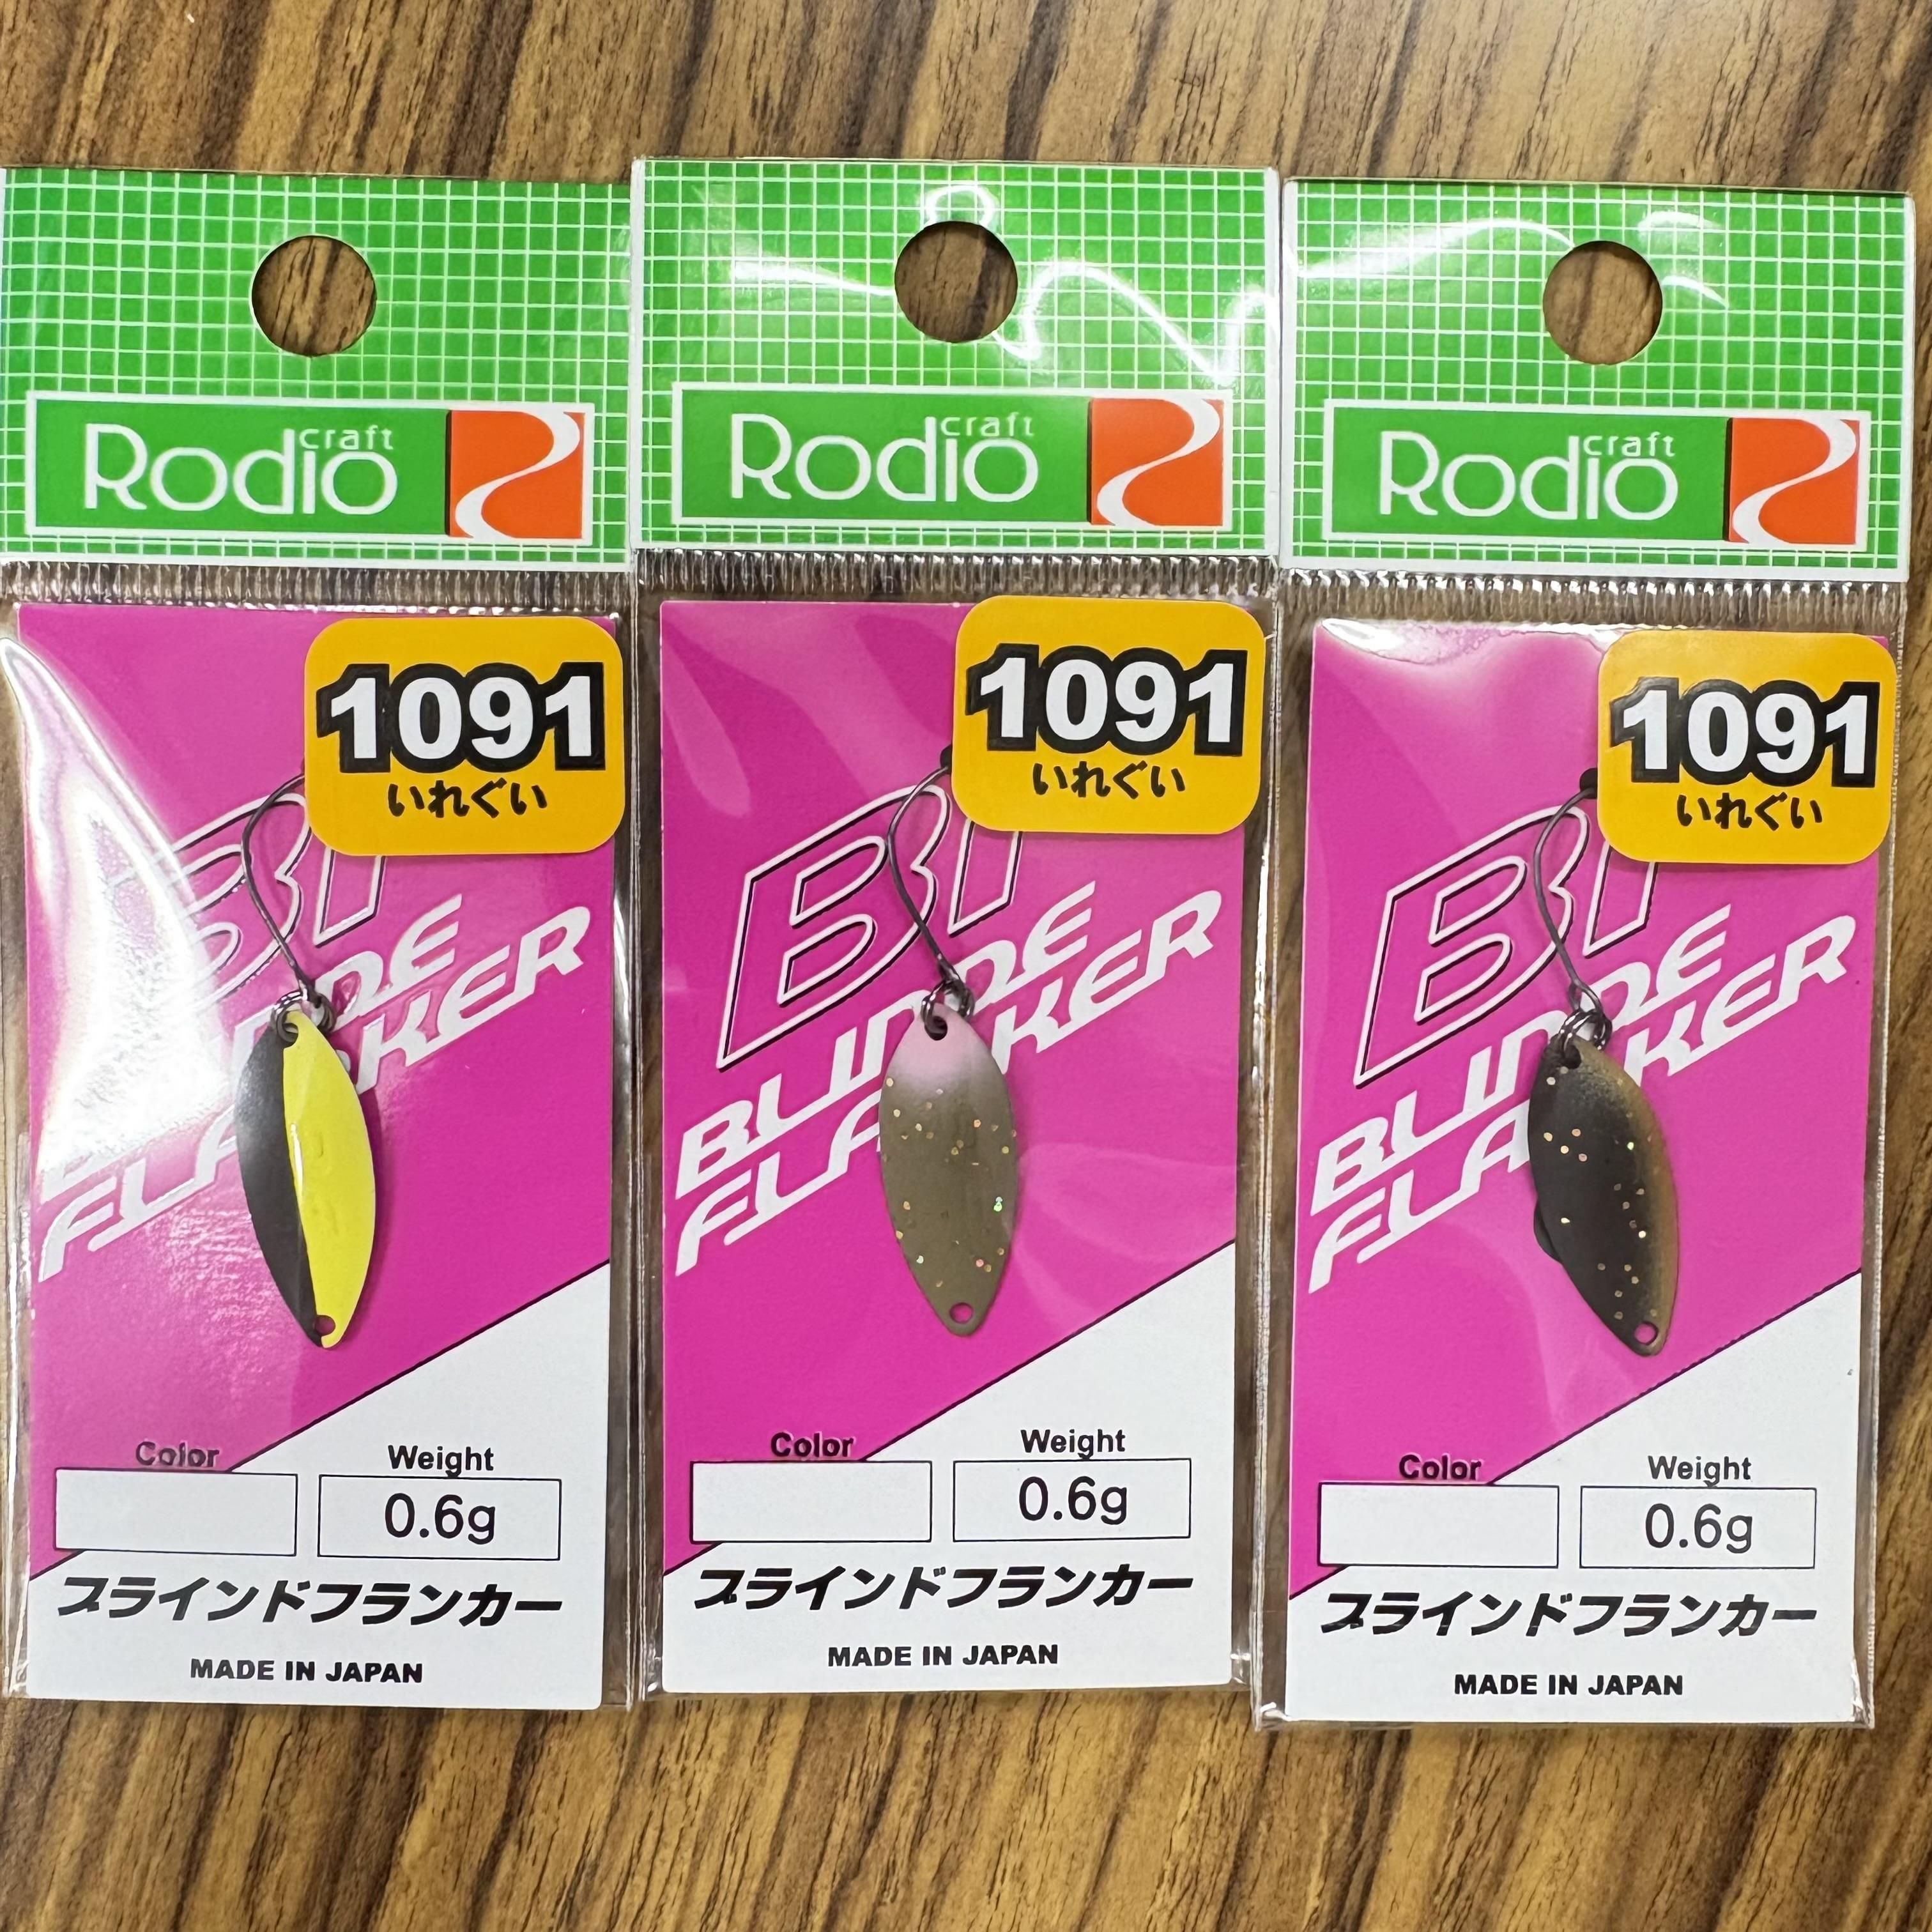 Rodio craft
1091
いれぐい
BF
BLINDE
FLANKER
Color
Weight
0.6g
ブラインドフランカー
MADE IN JAPAN
Rodio craft
1091
いれぐい
BF
BLINDE
FLANKER
Color
Weight
0.6g
ブラインドフランカー
MADE IN JAPAN
Rodio craft
1091
いれぐい
BF
BLINDE
FLANKER
Color
Weight
0.6g
ブラインドフランカー
MADE IN JAPAN